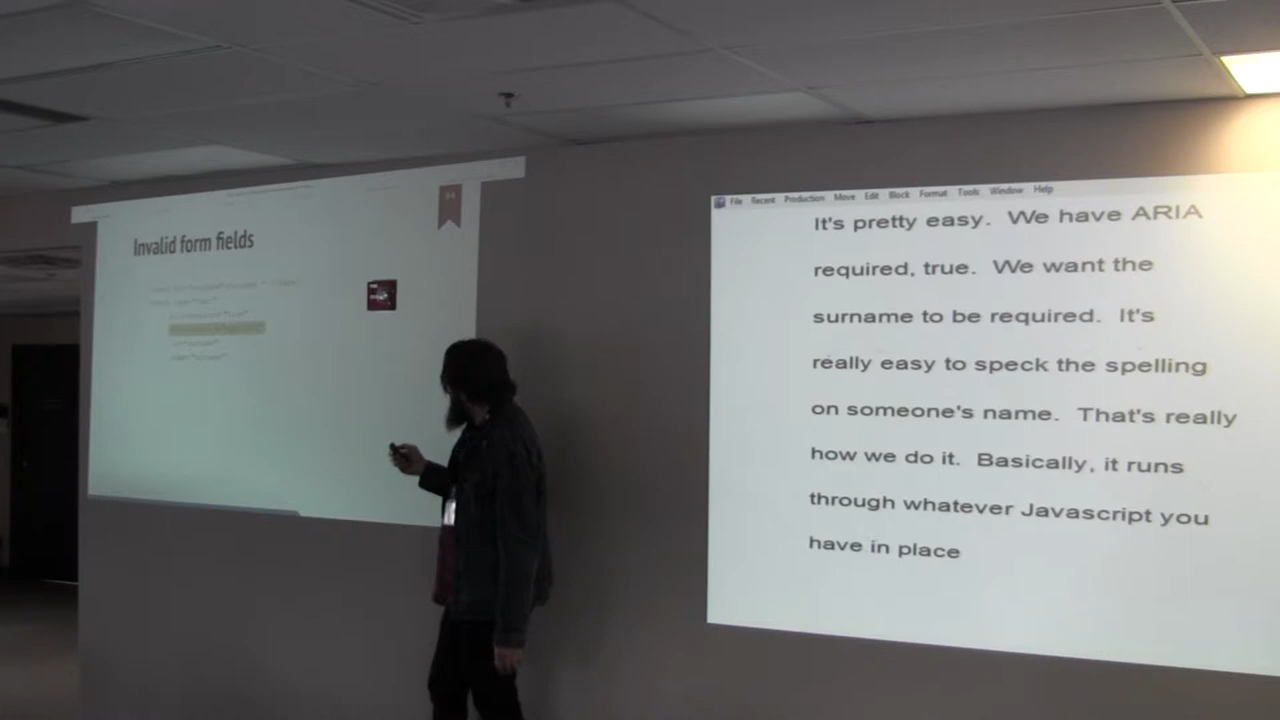 Invalid form fields
File Recent Production Move Edit Block Format Tools Window Help
It's pretty easy. We have ARIA
required, true. We want the
surname to be required. It's
really easy to speck the spelling
on someone's name. That's really
how we do it. Basically, it runs
through whatever Javascript you
have in place